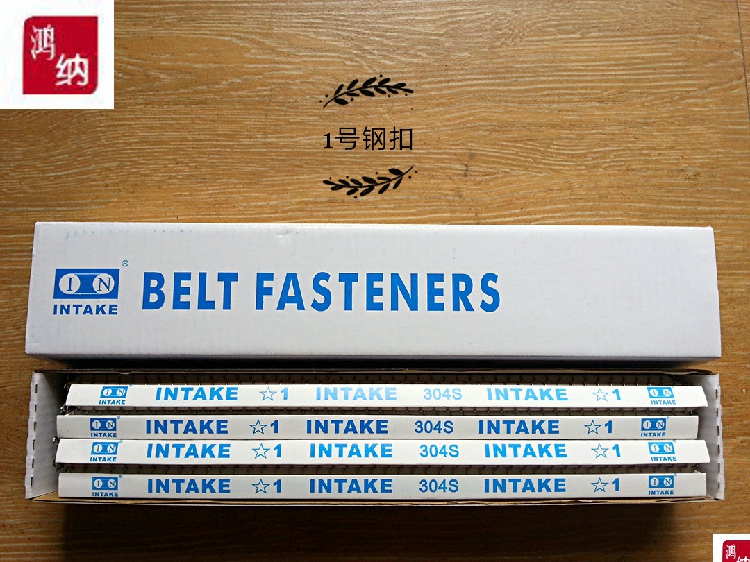 鸿
纳
1号钢扣
IN
INTAKE
®
BELT FASTENERS
IN INTAKE INTAKE ☆1 INTAKE 304S INTAKE ☆1 IN INTAKE
IN INTAKE INTAKE ☆1 INTAKE 304S INTAKE ☆1 IN INTAKE
IN INTAKE INTAKE ☆1 INTAKE 304S INTAKE ☆1 IN INTAKE
IN INTAKE INTAKE ☆1 INTAKE 304S INTAKE ☆1 IN INTAKE
鸿